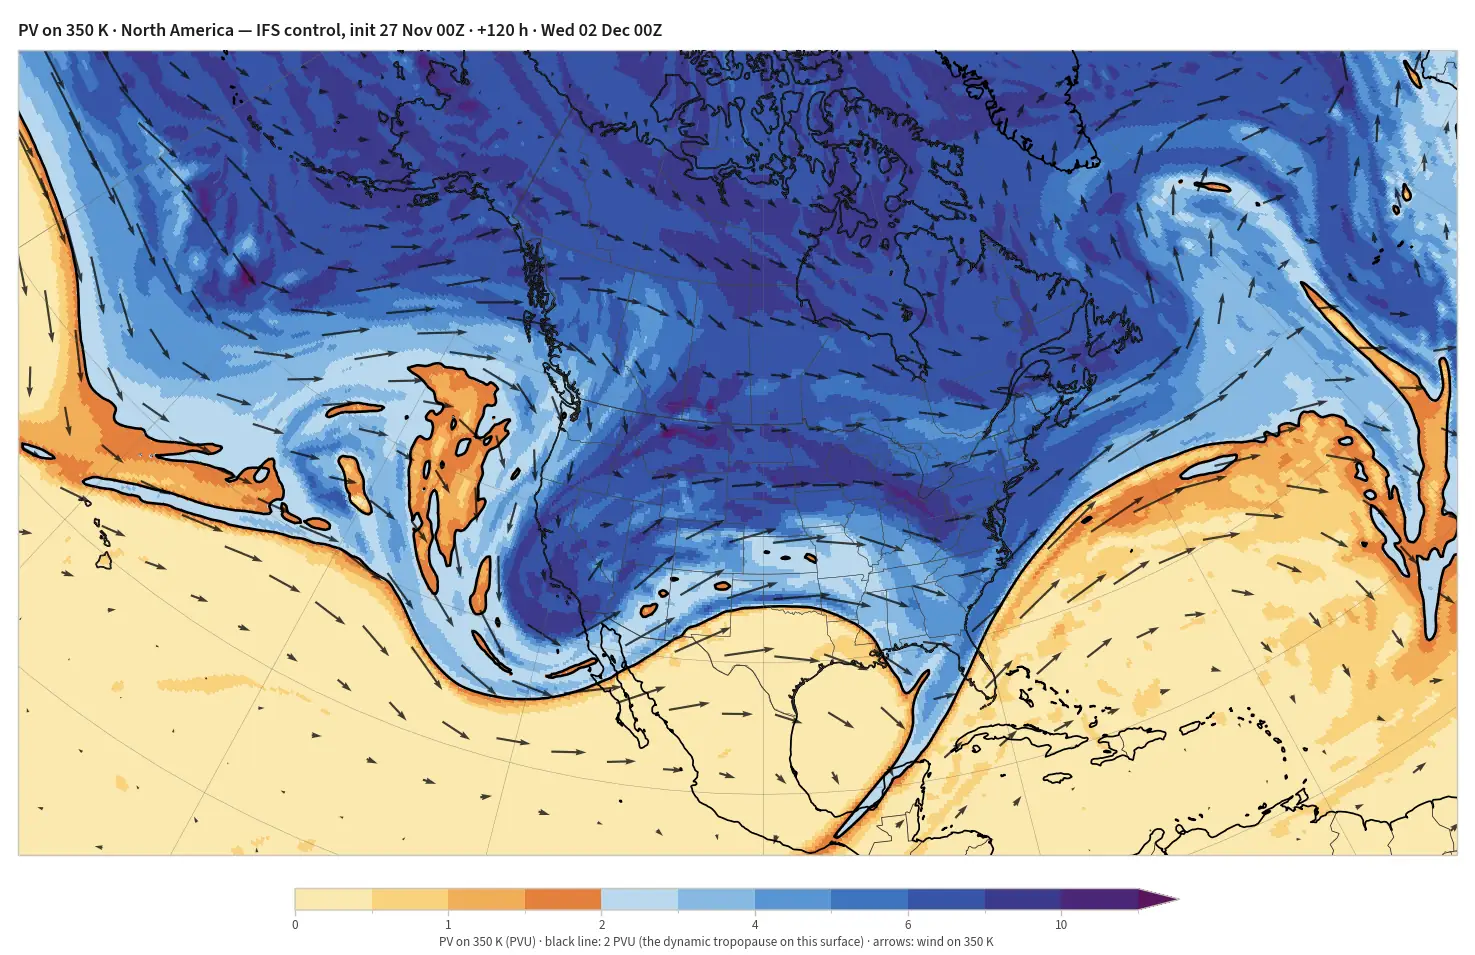 PV on 350 K · North America — IFS control, init 27 Nov 00Z · +120 h · Wed 02 Dec 00Z
0 1 2 4 6 10
PV on 350 K (PVU) · black line: 2 PVU (the dynamic tropopause on this surface) · arrows: wind on 350 K